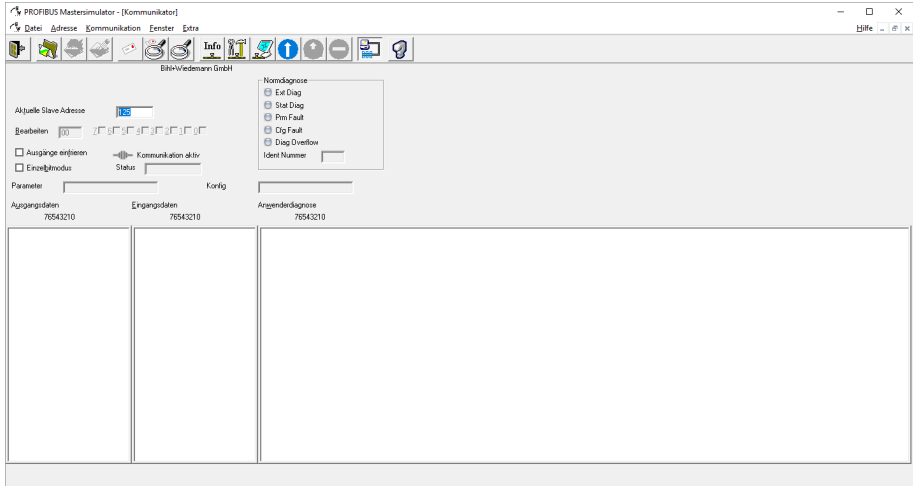 PROFIBUS Mastersimulator - [Kommunikator]
Datei Adresse Kommunikation Fenster Extra Hilfe
Info
Bihl+Wiedemann GmbH
Normdiagnose
Ext Diag
Stat Diag
Aktuelle Slave Adresse 125
Prm Fault
Bearbeiten 00 7 6 5 4 3 2 1 0
Cfg Fault
Diag Overflow
Ausgänge einfrieren Kommunikation aktiv
Ident Nummer
Einzelbitmodus Status
Parameter Konfig
Ausgangsdaten Eingangsdaten Anwenderdiagnose
76543210 76543210 76543210